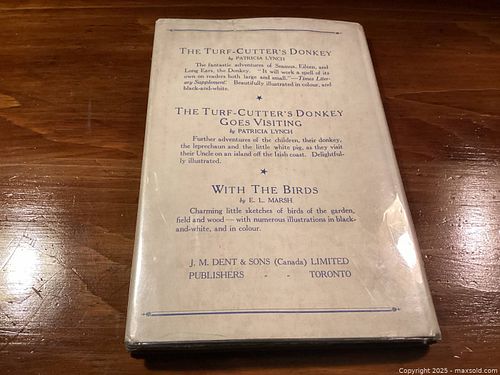 THE TURF-CUTTER'S DONKEY
by PATRICIA LYNCH
The fantastic adventures of Seamus, Eileen, and
Long Ears, the Donkey. "It will work a spell of its
own on readers both large and small."—Times Liter-
ary Supplement. Beautifully illustrated in colour, and
black-and-white.
THE TURF-CUTTER'S DONKEY
GOES VISITING
by PATRICIA LYNCH
Further adventures of the children, their donkey,
the leprechaun and the little white pig, as they visit
their Uncle on an island off the Irish coast. Delightful-
ly illustrated.
WITH THE BIRDS
by E. L. MARSH
Charming little sketches of birds of the garden,
field and wood — with numerous illustrations in black-
and-white, and in colour.
J. M. DENT & SONS (Canada) LIMITED
PUBLISHERS - - TORONTO
Copyright 2025 - maxsold.com